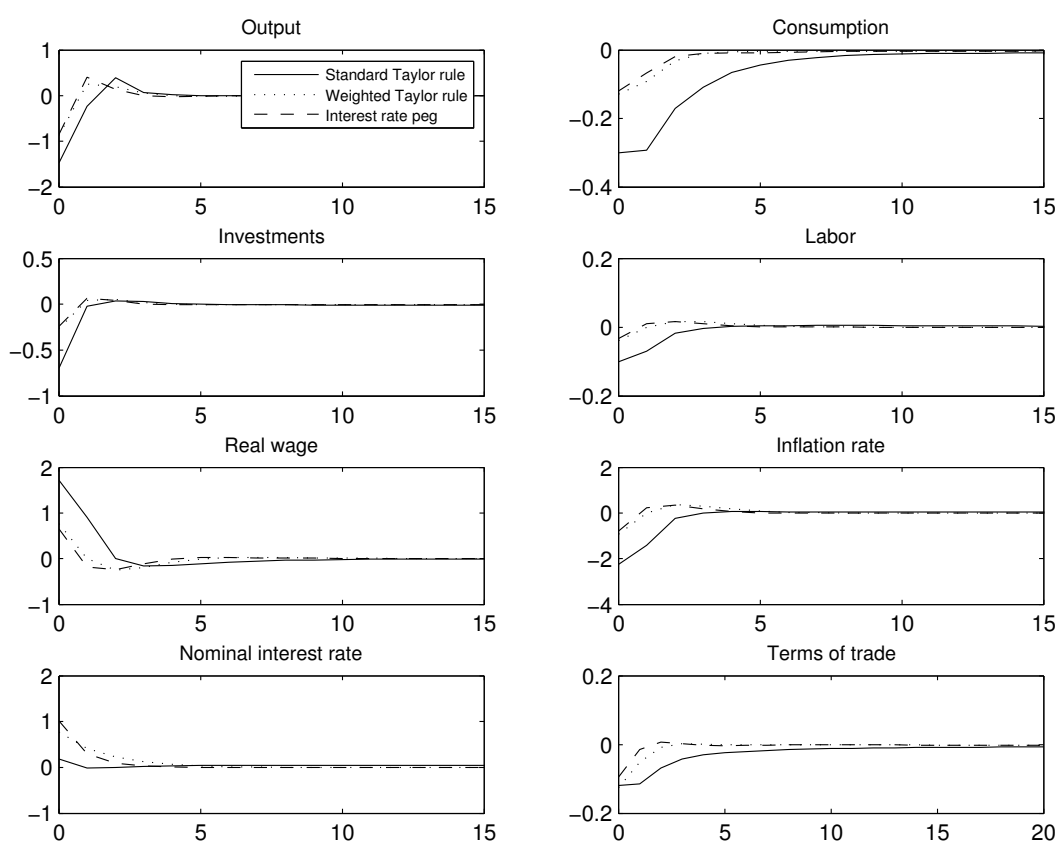 Output
1
0
−1
−2
0 5 10 15
Standard Taylor rule
Weighted Taylor rule
Interest rate peg
Consumption
0
−0.2
−0.4
0 5 10 15
Investments
0.5
0
−0.5
−1
0 5 10 15
Labor
0.2
0
−0.2
0 5 10 15
Real wage
2
1
0
−1
0 5 10 15
Inflation rate
2
0
−2
−4
0 5 10 15
Nominal interest rate
2
1
0
−1
0 5 10 15
Terms of trade
0.2
0
−0.2
0 5 10 15 20